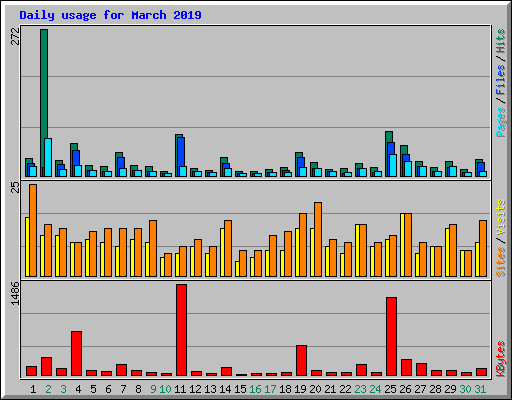 Daily usage for March 2019
272
Pages / Files / Hits
25
Sites / Visits
1486
KBytes
1 2 3 4 5 6 7 8 9 10 11 12 13 14 15 16 17 18 19 20 21 22 23 24 25 26 27 28 29 30 31